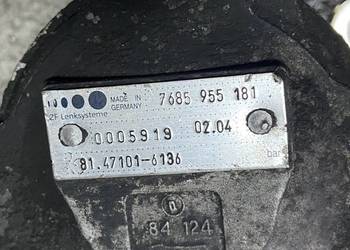 MADE IN GERMANY 7685 955 181
ZF Lenksysteme
0005919 02.04
81.47101-6136 bar
n
84 124